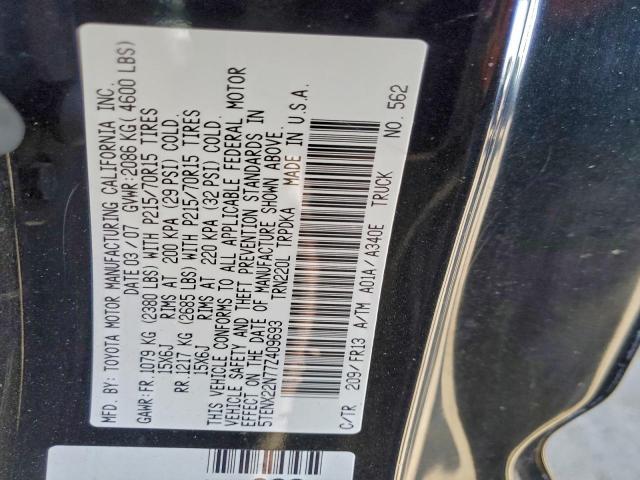 MFD. BY: TOYOTA MOTOR MANUFACTURING CALIFORNIA INC.
DATE 03/07 GVWR: 2086 KG( 4600 LBS)
GAWR: FR. 1079 KG (2380 LBS) WITH P215/70R15 TIRES
15X6J RIMS AT 200 KPA (29 PSI) COLD.
RR. 1217 KG (2685 LBS) WITH P215/70R15 TIRES
15X6J RIMS AT 220 KPA (32 PSI) COLD.
THIS VEHICLE CONFORMS TO ALL APPLICABLE FEDERAL MOTOR
VEHICLE SAFETY AND THEFT PREVENTION STANDARDS IN
EFFECT ON THE DATE OF MANUFACTURE SHOWN ABOVE.
5TENX22N77Z409693 TRN220L TRPDKA MADE IN U.S.A.
C/TR 209/FR13 A/TM A01A/A340E TRUCK
NO. 562